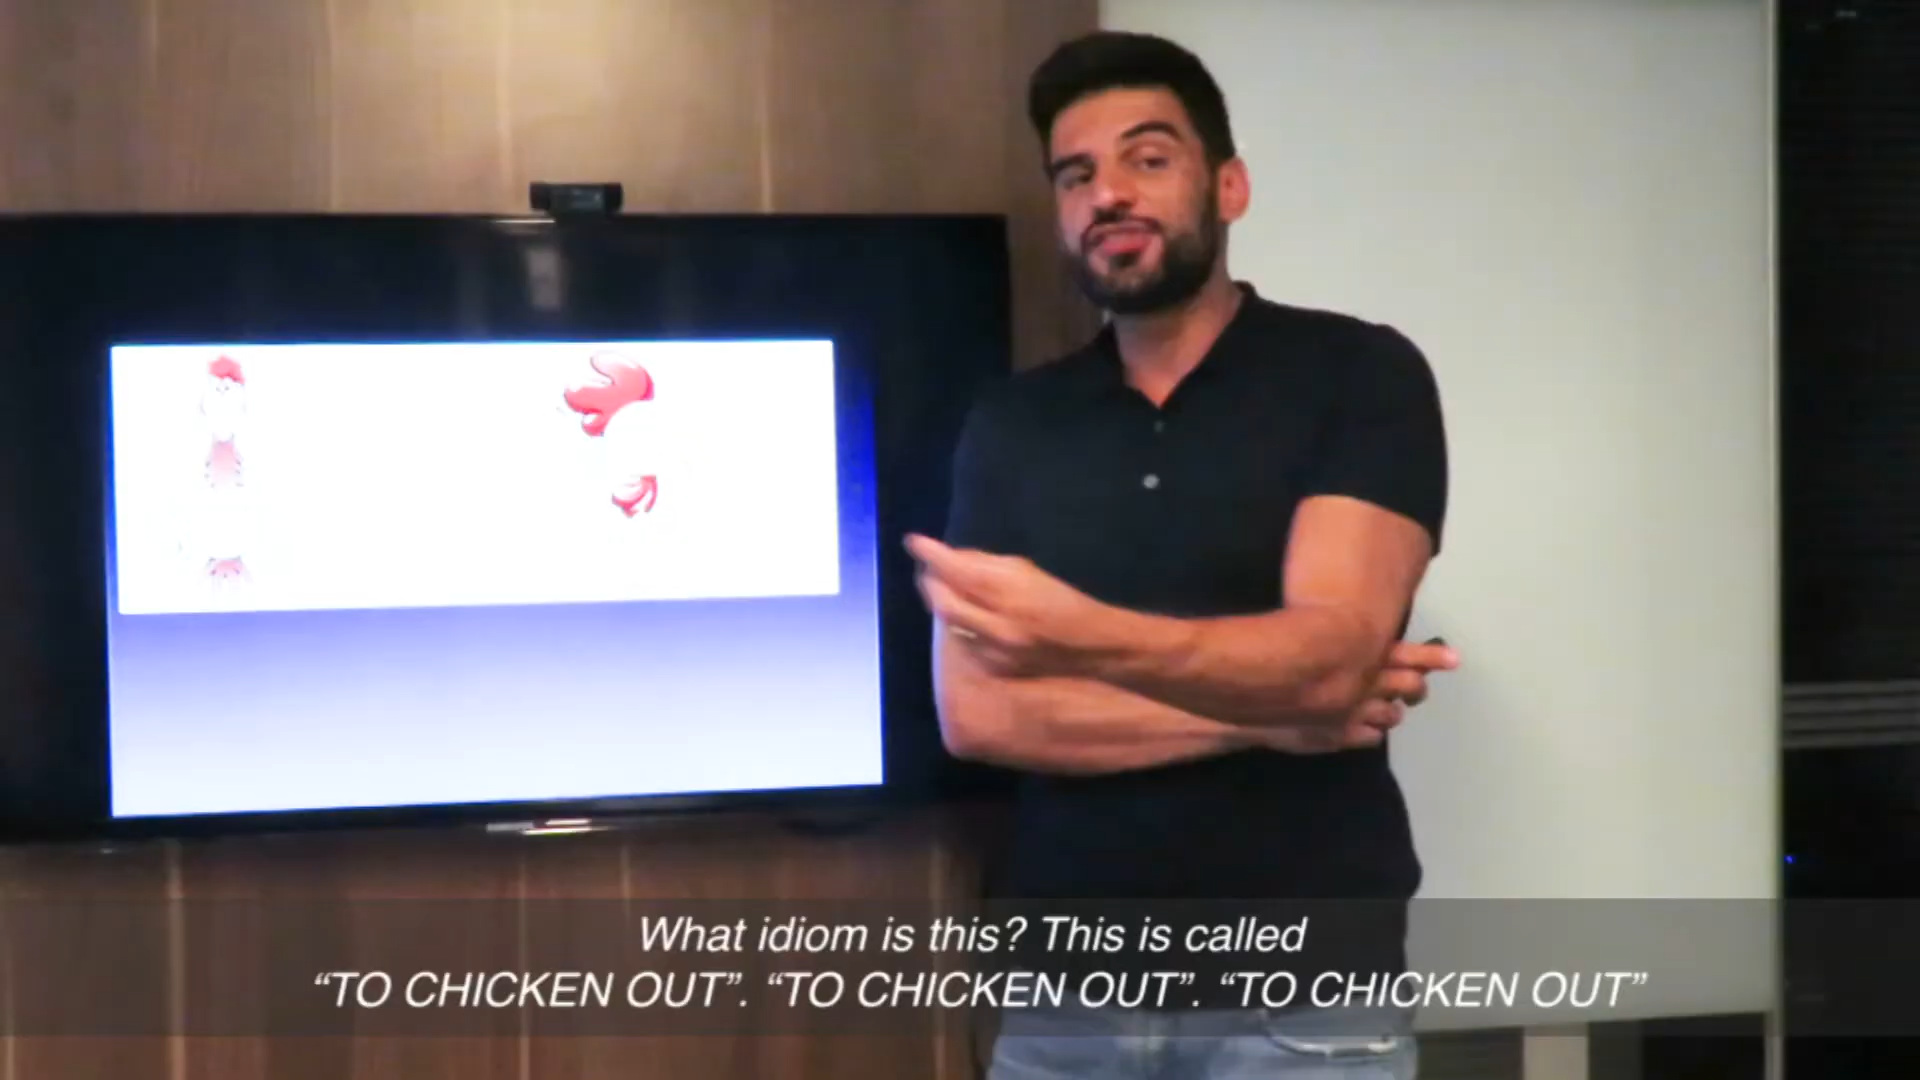 What idiom is this? This is called
“TO CHICKEN OUT”. “TO CHICKEN OUT”. “TO CHICKEN OUT”